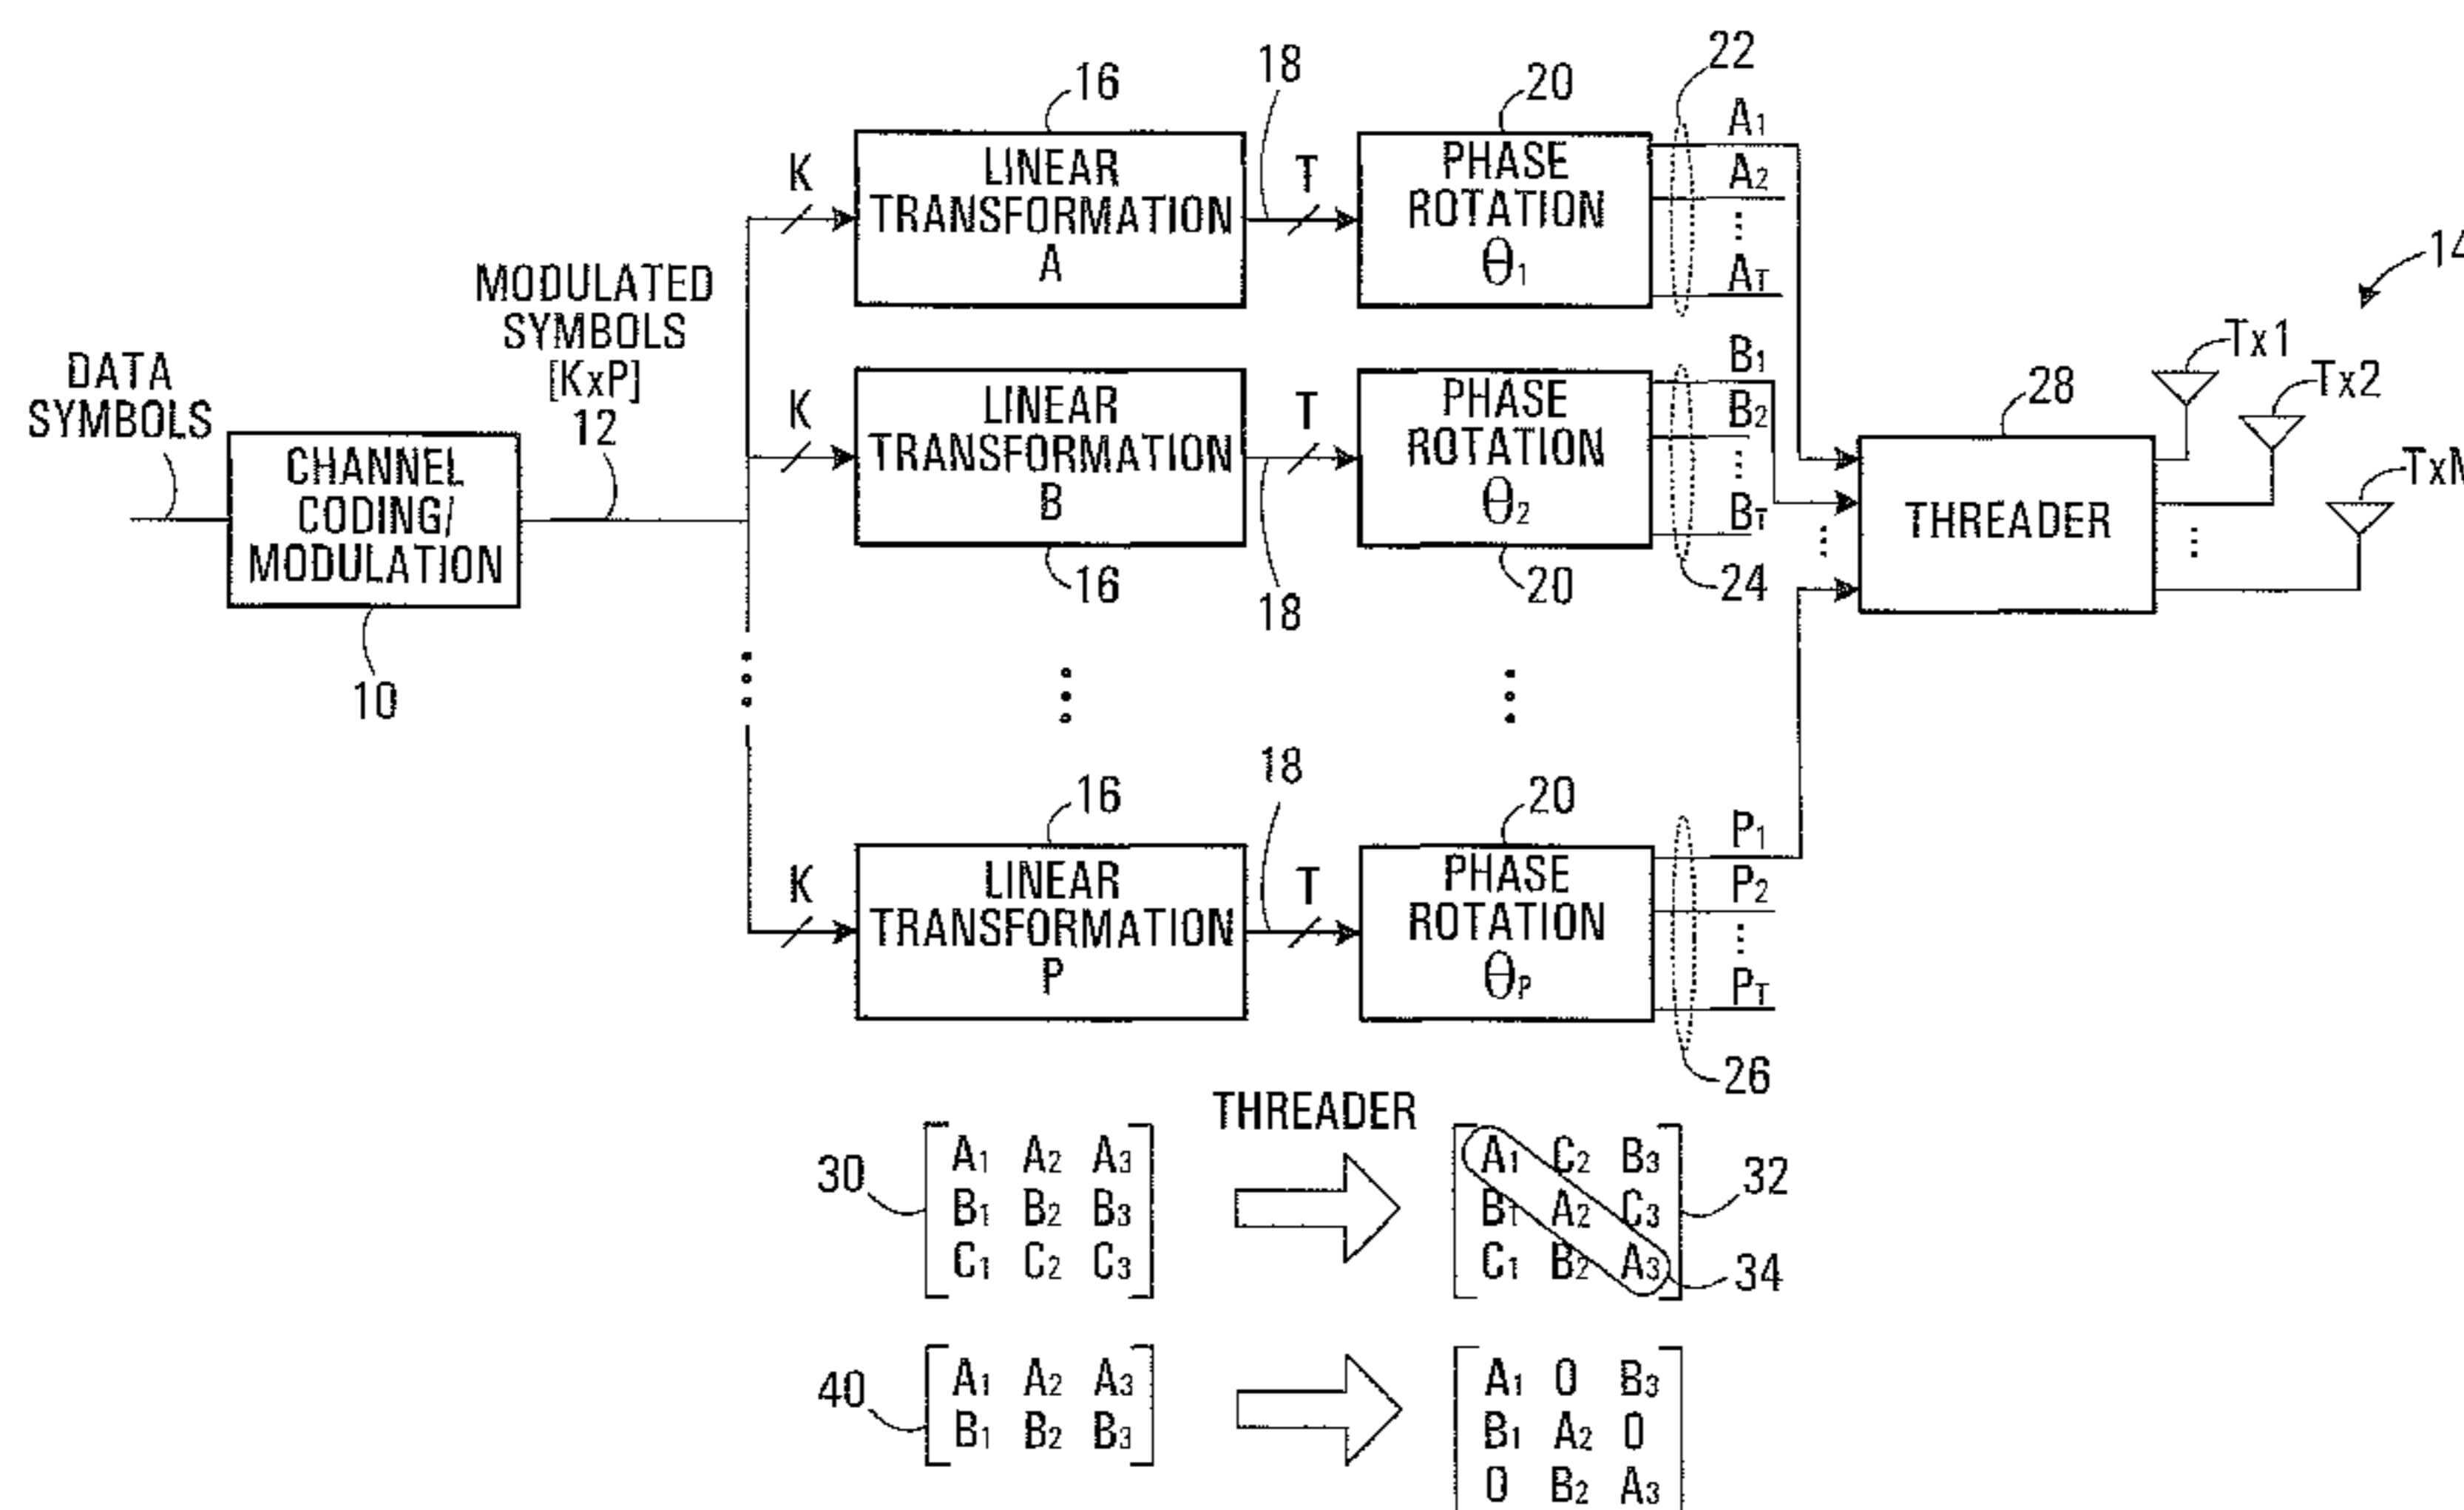 DATA
SYMBOLS
CHANNEL
CODING/
MODULATION
10
MODULATED
SYMBOLS
[KxP]
12
K
16
LINEAR
TRANSFORMATION
A
18
T
20
PHASE
ROTATION
Θ1
22
A1
A2
AT
K
LINEAR
TRANSFORMATION
B
16
T
18
PHASE
ROTATION
Θ2
20
B1
B2
BT
24
K
16
LINEAR
TRANSFORMATION
P
18
T
20
PHASE
ROTATION
ΘP
P1
P2
PT
26
28
THREADER
14
Tx1
Tx2
THREADER
30
A1 A2 A3
B1 B2 B3
C1 C2 C3
A1 C2 B3
B1 A2 C3
C1 B2 A3
32
34
40
A1 A2 A3
B1 B2 B3
A1 0 B3
B1 A2 0
0 B2 A3